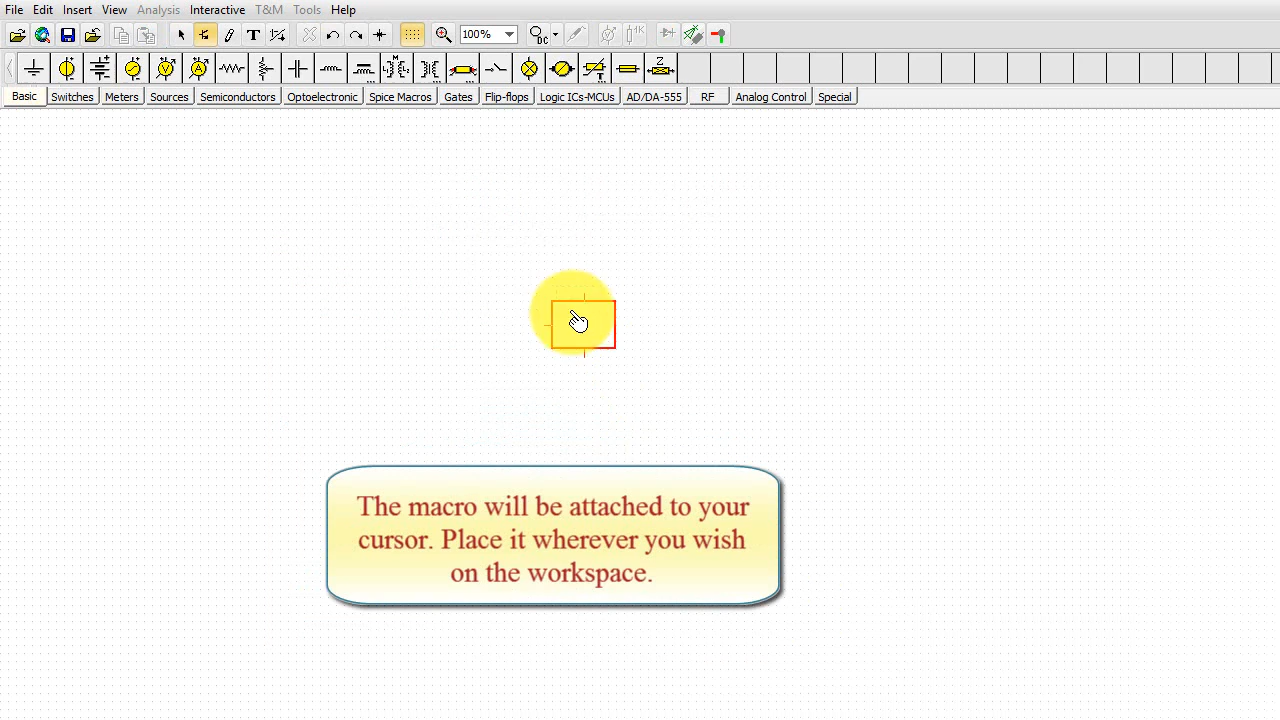 File Edit Insert View Analysis Interactive T&M Tools Help
100%
Basic Switches Meters Sources Semiconductors Optoelectronic Spice Macros Gates Flip-flops Logic ICs-MCUs AD/DA-555 RF Analog Control Special
The macro will be attached to your
cursor. Place it wherever you wish
on the workspace.